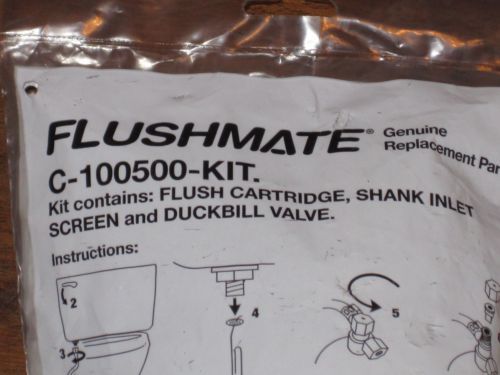 FLUSHMATE® Genuine
Replacement Par
C-100500-KIT.
Kit contains: FLUSH CARTRIDGE, SHANK INLET
SCREEN and DUCKBILL VALVE.
Instructions:
2
3
4
5